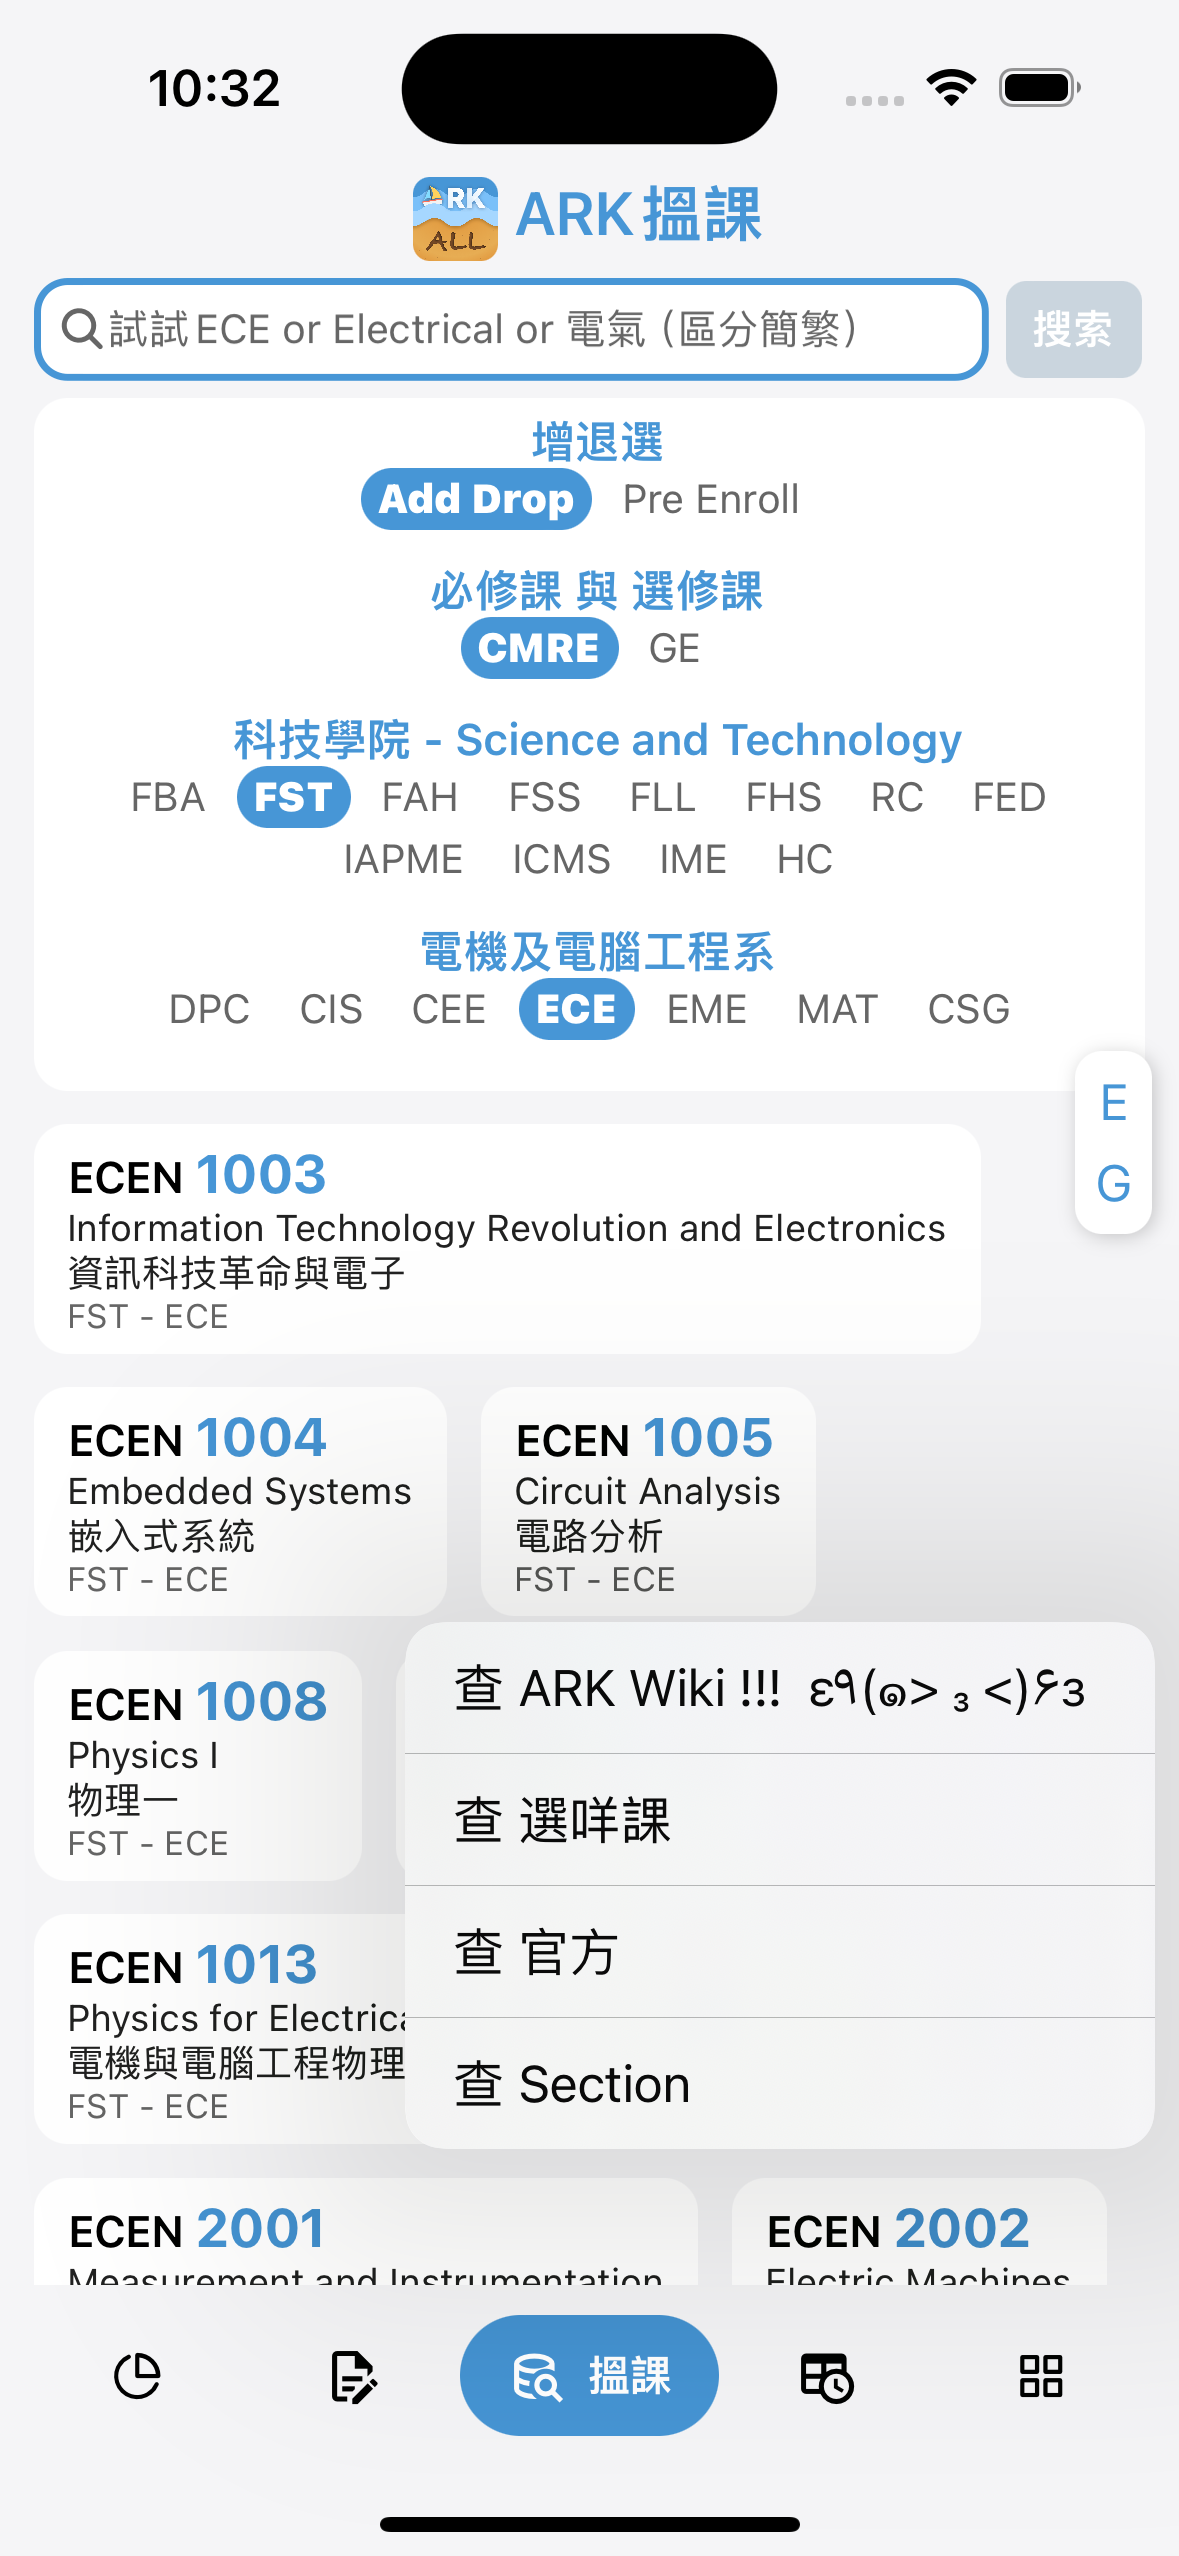 10:32
ARK
ALL
ARK搵課
試試 ECE or Electrical or 電氣 (區分簡繁)
搜索
增退選
Add Drop Pre Enroll
必修課 與 選修課
CMRE GE
科技學院 - Science and Technology
FBA FST FAH FSS FLL FHS RC FED
IAPME ICMS IME HC
電機及電腦工程系
DPC CIS CEE ECE EME MAT CSG
E
G
ECEN 1003
Information Technology Revolution and Electronics
資訊科技革命與電子
FST - ECE
ECEN 1004
Embedded Systems
嵌入式系統
FST - ECE
ECEN 1005
Circuit Analysis
電路分析
FST - ECE
ECEN 1008
Physics I
物理一
FST - ECE
查 ARK Wiki !!! ε٩(๑> ₃ <)۶з
查 選咩課
查 官方
查 Section
ECEN 1013
Physics for Electrica
電機與電腦工程物理
FST - ECE
ECEN 2001
Measurement and Instrumentation
ECEN 2002
Electric Machines
搵課